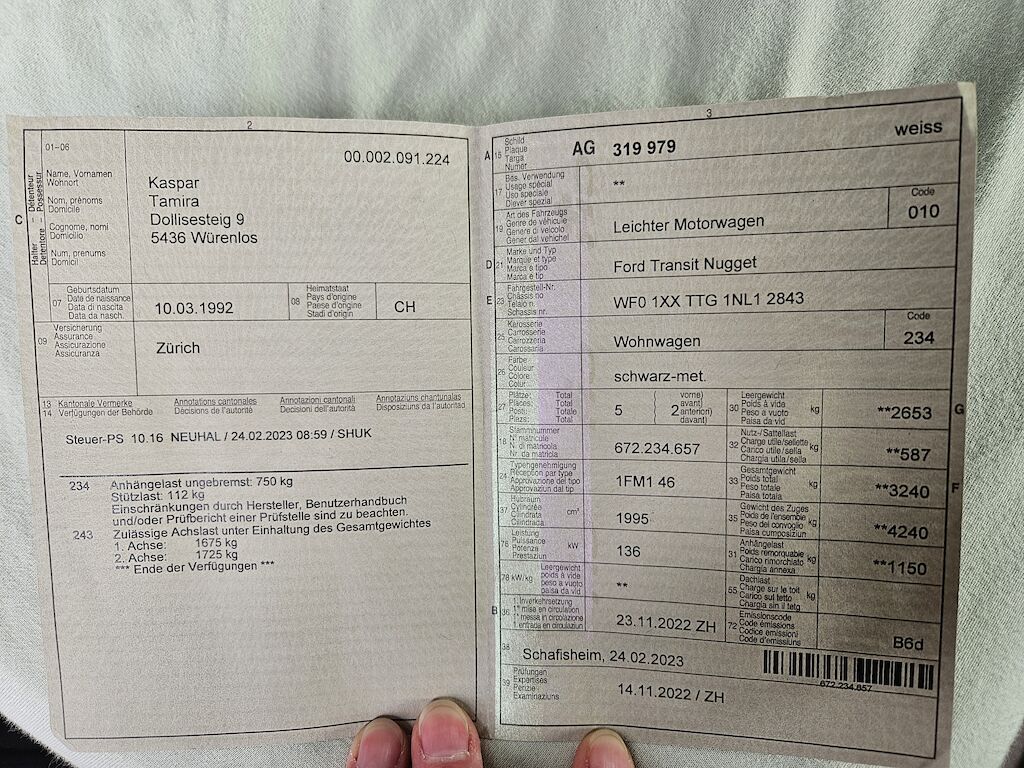 2
01-06
00.002.091.224
C
Halter – Détenteur
Detentore – Possessur
Name, Vornamen
Wohnort
Nom, prénoms
Domicile
Cognome, nomi
Domicilio
Num, prenums
Domicil
Kaspar
Tamira
Dollisesteig 9
5436 Würenlos
07
Geburtsdatum
Date de naissance
Data di nascita
Data da nasch.
10.03.1992
08
Heimatstaat
Pays d'origine
Paese d'origine
Stadi d'origin
CH
09
Versicherung
Assurance
Assicurazione
Assicuranza
Zürich
13 Kantonale Vermerke Annotations cantonales Annotazioni cantonali Annotaziuns chantunalas
14 Verfügungen der Behörde Décisions de l'autorité Decisioni dell'autorità Disposiziuns da l'autoritad
Steuer-PS 10.16 NEUHAL / 24.02.2023 08:59 / SHUK
234 Anhängelast ungebremst: 750 kg
Stützlast: 112 kg
Einschränkungen durch Hersteller, Benutzerhandbuch
und/oder Prüfbericht einer Prüfstelle sind zu beachten.
243 Zulässige Achslast unter Einhaltung des Gesamtgewichtes
1. Achse: 1675 kg
2. Achse: 1725 kg
*** Ende der Verfügungen ***
3
A 15
Schild
Plaque
Targa
Numer
AG 319 979
weiss
17
Bes. Verwendung
Usage spécial
Uso speciale
Diever spezial
**
19
Art des Fahrzeugs
Genre de véhicule
Genere di veicolo
Gener dal vehichel
Leichter Motorwagen
Code
010
D 21
Marke und Typ
Marque et type
Marca e tipo
Marca e tip
Ford Transit Nugget
E 23
Fahrgestell-Nr.
Châssis no
Telaio n.
Schassis nr.
WF0 1XX TTG 1NL1 2843
25
Karosserie
Carrosserie
Carrozzeria
Carossaria
Wohnwagen
Code
234
26
Farbe
Couleur
Colore
Colur
schwarz-met.
27
Plätze: Total
Places: Total
Posti: Totale
Plazs: Total
5
2
vorne)
avant)
anteriori)
davant)
30
Leergewicht
Poids à vide
Peso a vuoto
Paisa da vid
kg
**2653
G
18
Stammnummer
N° matricule
N. di matricola
Nr. da matricla
672.234.657
32
Nutz-/Sattellast
Charge utile/sellette
Carico utile/sella
Chargia utila/sella
kg
**587
24
Typengenehmigung
Réception par type
Approvazione del tipo
Approvaziun dal tip
1FM1 46
33
Gesamtgewicht
Poids total
Peso totale
Paisa totala
kg
**3240
F
37
Hubraum
Cylindrée
Cilindrata
Cilindrada
cm³
1995
35
Gewicht des Zuges
Poids de l'ensemble
Peso del convoglio
Paisa cumposiziun
kg
**4240
76
Leistung
Puissance
Potenza
Prestaziun
kW
136
31
Anhängelast
Poids remorquable
Carico rimorchiato
Chargia annexa
kg
**1150
78 kW/kg
Leergewicht
poids à vide
peso a vuoto
paisa da vid
**
55
Dachlast
Charge sur le toit
Carico sul tetto
Chargia sin il tetg
kg
B 36
1. Inverkehrsetzung
1re mise en circulation
1a messa in circolazione
1. entrada en circulaziun
23.11.2022 ZH
72
Emissionscode
Code émissions
Codice emissioni
Code d'emissiuns
B6d
38
Schafisheim, 24.02.2023
672.234.657
39
Prüfungen
Expertises
Perizie
Examinaziuns
14.11.2022 / ZH